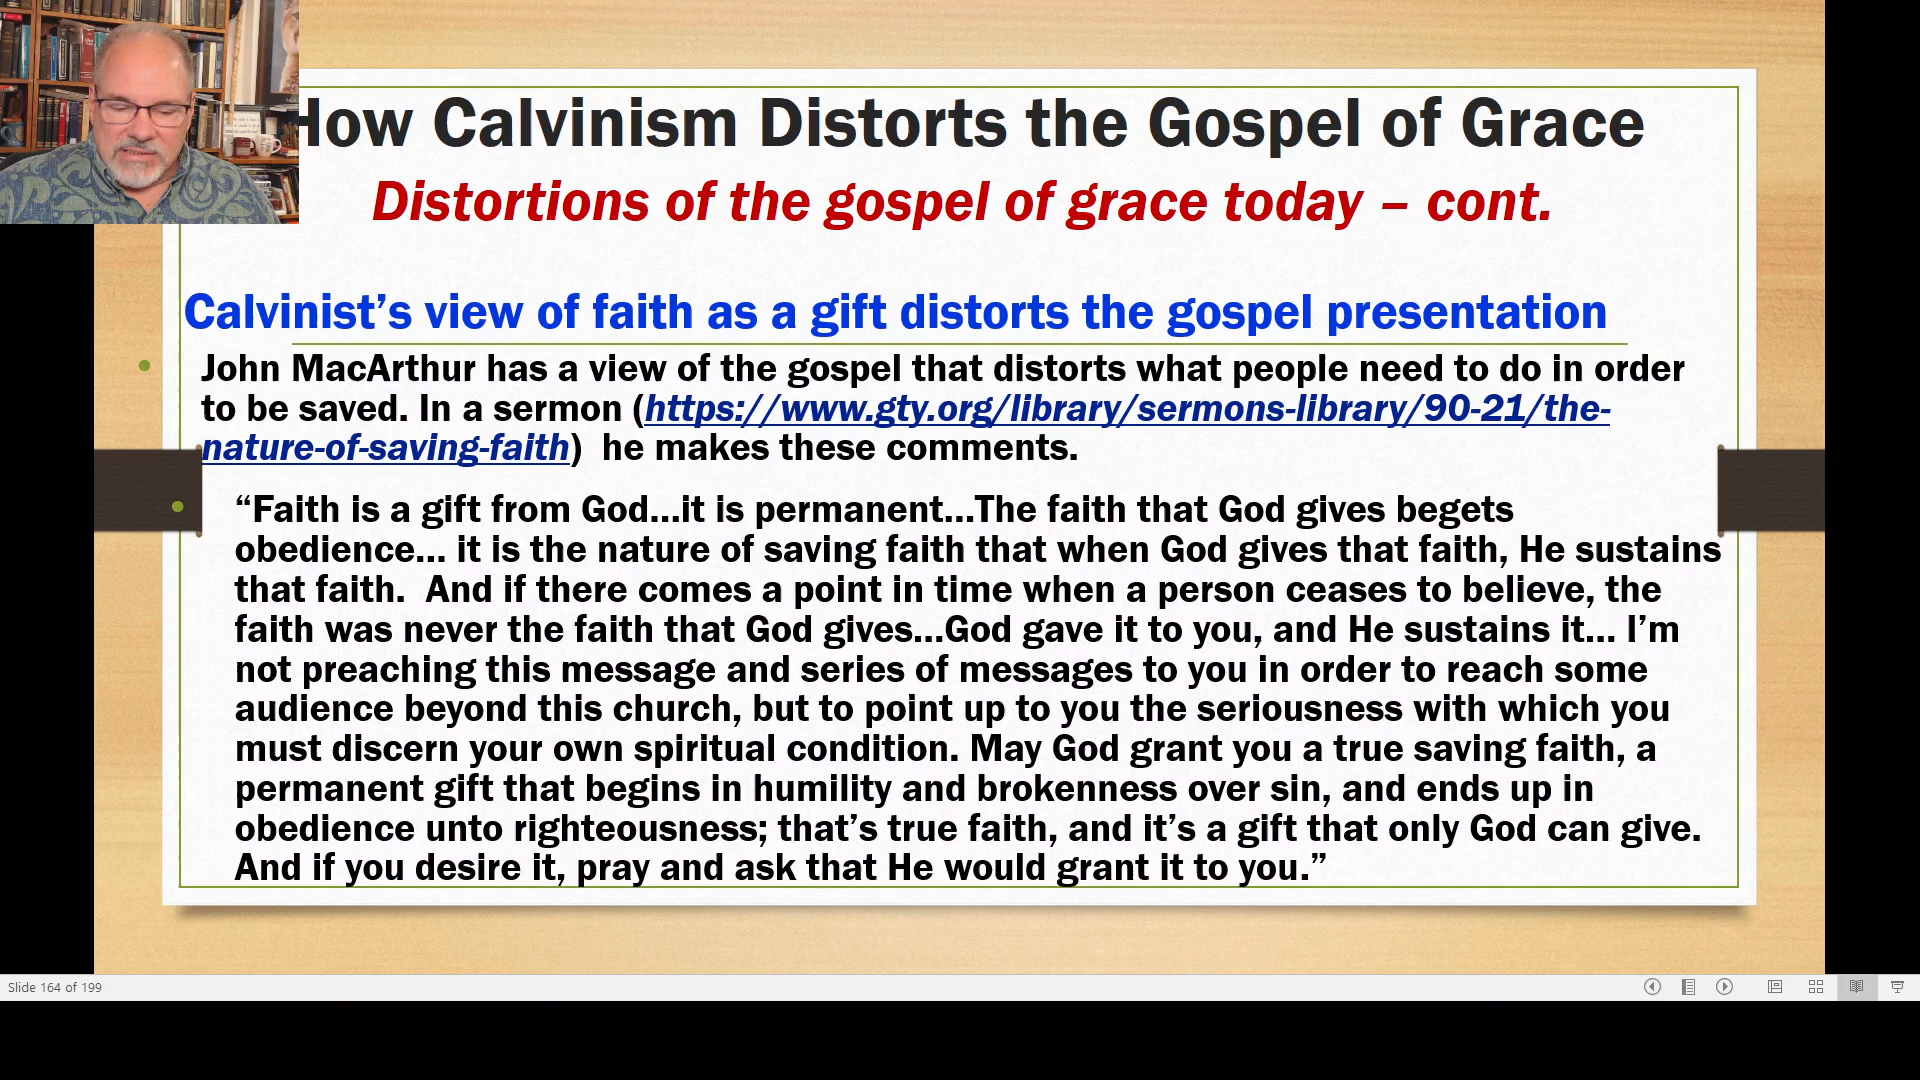 How Calvinism Distorts the Gospel of Grace
Distortions of the gospel of grace today – cont.
Calvinist’s view of faith as a gift distorts the gospel presentation
John MacArthur has a view of the gospel that distorts what people need to do in order
to be saved. In a sermon (https://www.gty.org/library/sermons-library/90-21/the-
nature-of-saving-faith)  he makes these comments.
“Faith is a gift from God…it is permanent…The faith that God gives begets
obedience… it is the nature of saving faith that when God gives that faith, He sustains
that faith.  And if there comes a point in time when a person ceases to believe, the
faith was never the faith that God gives…God gave it to you, and He sustains it… I’m
not preaching this message and series of messages to you in order to reach some
audience beyond this church, but to point up to you the seriousness with which you
must discern your own spiritual condition. May God grant you a true saving faith, a
permanent gift that begins in humility and brokenness over sin, and ends up in
obedience unto righteousness; that’s true faith, and it’s a gift that only God can give.
And if you desire it, pray and ask that He would grant it to you.”
Slide 164 of 199